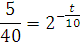 5/40 = 2^(-t/10)